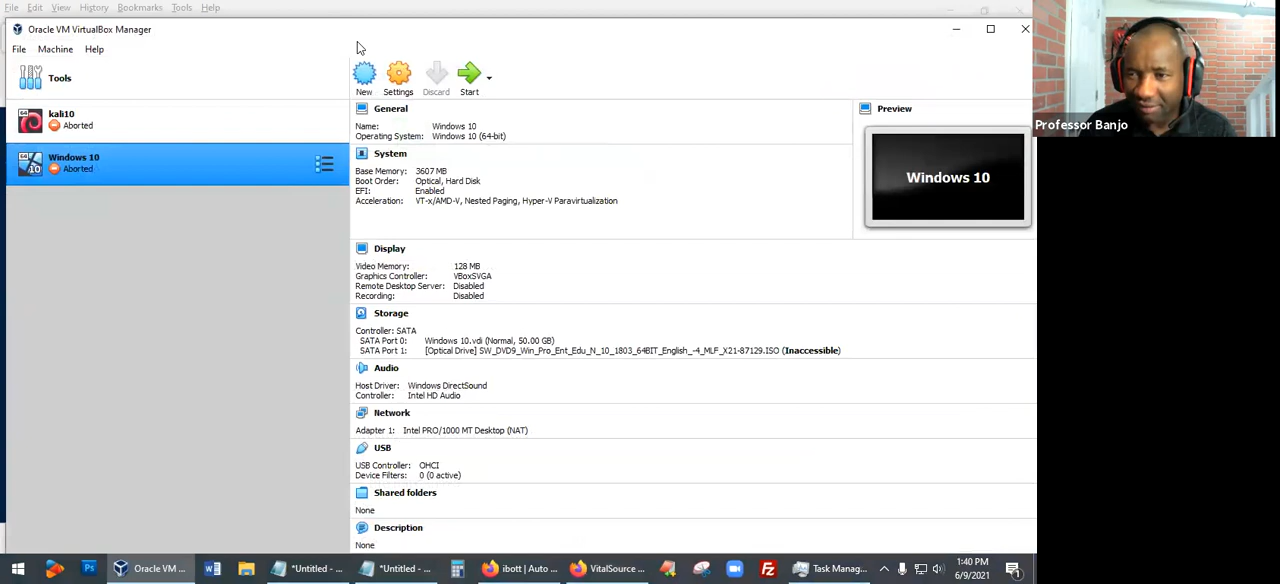 File Edit View History Bookmarks Tools Help
Oracle VM VirtualBox Manager
File Machine Help
Tools
New Settings Discard Start
kali10
Aborted
Windows 10
Aborted
General
Name: Windows 10
Operating System: Windows 10 (64-bit)
System
Base Memory: 3607 MB
Boot Order: Optical, Hard Disk
EFI: Enabled
Acceleration: VT-x/AMD-V, Nested Paging, Hyper-V Paravirtualization
Preview
Windows 10
Display
Video Memory: 128 MB
Graphics Controller: VBoxSVGA
Remote Desktop Server: Disabled
Recording: Disabled
Storage
Controller: SATA
SATA Port 0: Windows 10.vdi (Normal, 50.00 GB)
SATA Port 1: [Optical Drive] SW_DVD9_Win_Pro_Ent_Edu_N_10_1803_64BIT_English_-4_MLF_X21-87129.ISO (Inaccessible)
Audio
Host Driver: Windows DirectSound
Controller: Intel HD Audio
Network
Adapter 1: Intel PRO/1000 MT Desktop (NAT)
USB
USB Controller: OHCI
Device Filters: 0 (0 active)
Shared folders
None
Description
None
Professor Banjo
Ps Oracle VM ... *Untitled - ... *Untitled - ... ibott | Auto ... VitalSource ... Task Manag...
1:40 PM
6/9/2021